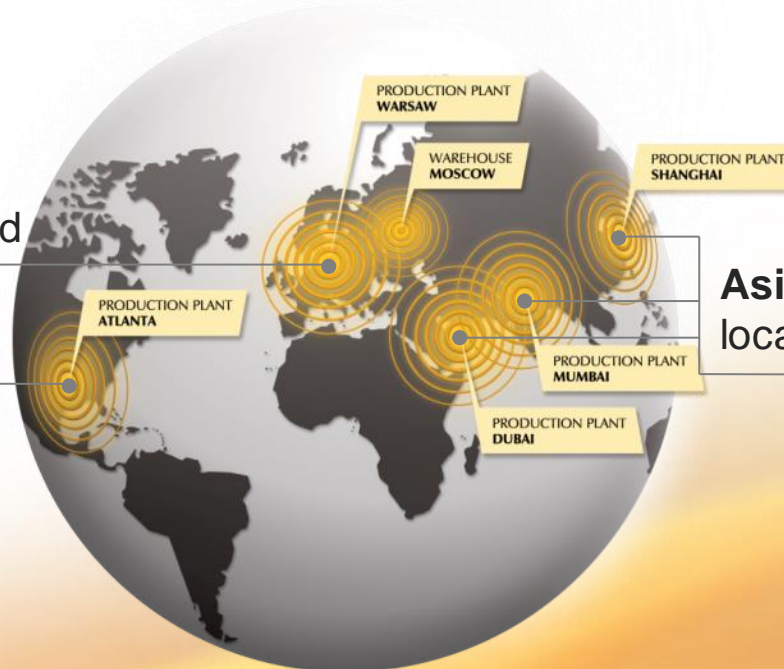 PRODUCTION PLANT
WARSAW
WAREHOUSE
MOSCOW
PRODUCTION PLANT
SHANGHAI
PRODUCTION PLANT
ATLANTA
PRODUCTION PLANT
MUMBAI
PRODUCTION PLANT
DUBAI